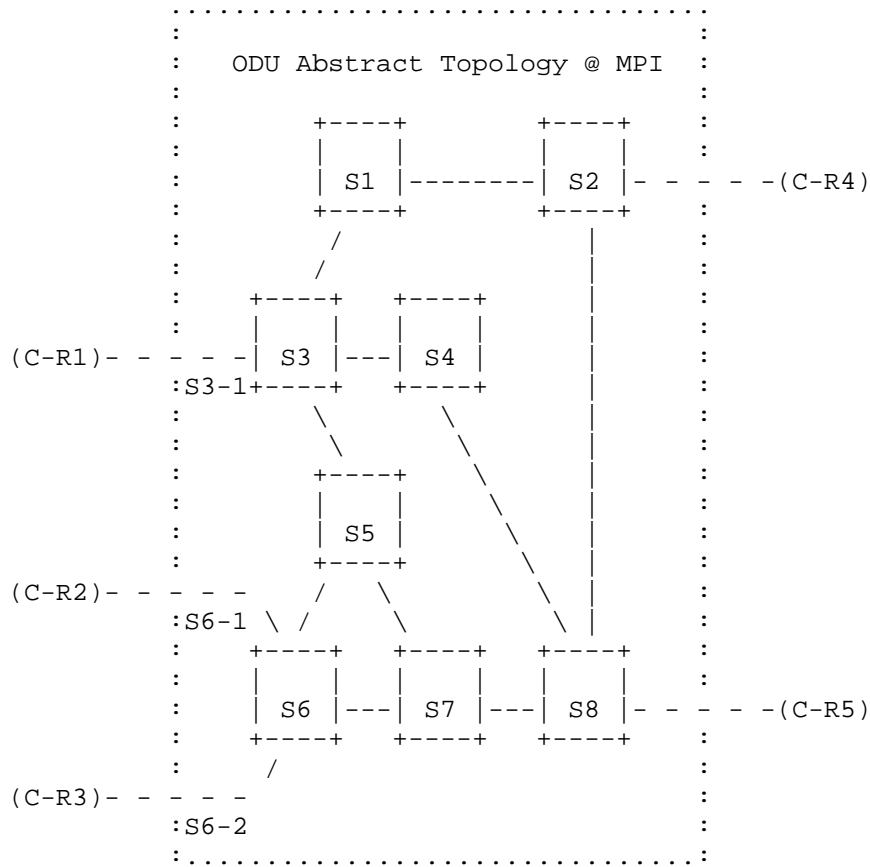 ODU Abstract Topology @ MPI
S1 S2 (C-R4)
(C-R1) S3 S4
S3-1
S5
(C-R2)
S6-1
S6 S7 S8 (C-R5)
(C-R3)
S6-2